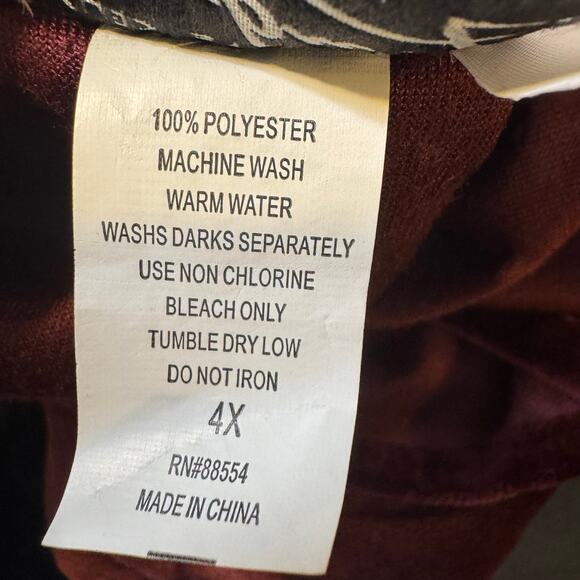 100% POLYESTER
MACHINE WASH
WARM WATER
WASHS DARKS SEPARATELY
USE NON CHLORINE
BLEACH ONLY
TUMBLE DRY LOW
DO NOT IRON
4X
RN#88554
MADE IN CHINA